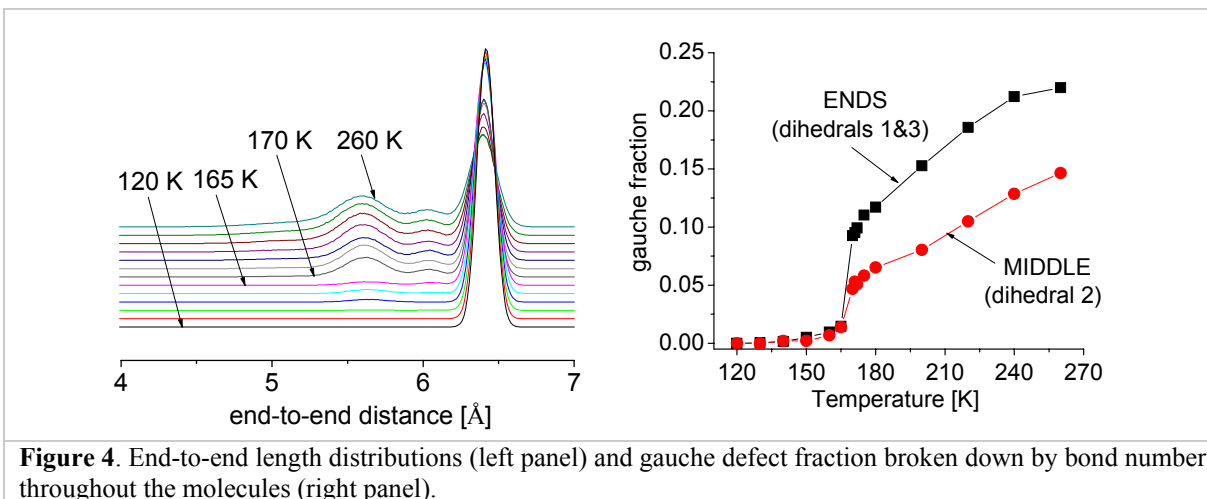 120 K
165 K
170 K
260 K
4
5
6
7
end-to-end distance [Å]
0.25
0.20
0.15
0.10
0.05
0.00
gauche fraction
ENDS
(dihedrals 1&3)
MIDDLE
(dihedral 2)
120
150
180
210
240
270
Temperature [K]
Figure 4. End-to-end length distributions (left panel) and gauche defect fraction broken down by bond number
throughout the molecules (right panel).